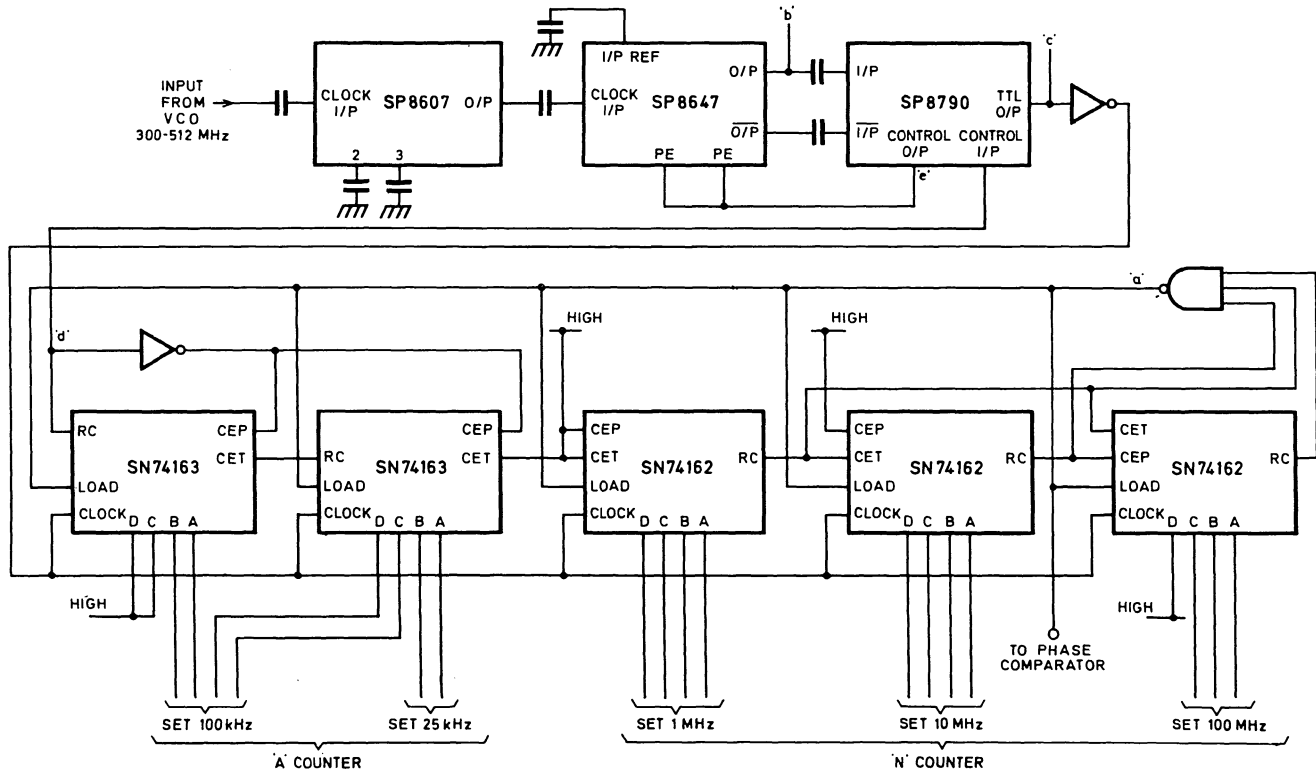 INPUT
FROM
VCO
300-512 MHz
CLOCK
I/P
SP8607
O/P
2 3
I/P REF
CLOCK
I/P
SP8647
O/P
O/P
PE PE
'b'
I/P
I/P
SP8790
TTL
O/P
CONTROL
O/P
CONTROL
I/P
'c'
'e'
'a'
'd'
HIGH
HIGH
RC
SN74163
CEP
CET
LOAD
CLOCK
D C B A
RC
SN74163
CEP
CET
LOAD
CLOCK
D C B A
CEP
CET
SN74162
RC
LOAD
CLOCK
D C B A
CEP
CET
SN74162
RC
LOAD
CLOCK
D C B A
CET
CEP
SN74162
RC
LOAD
CLOCK
D C B A
HIGH
HIGH
TO PHASE
COMPARATOR
SET 100kHz
SET 25kHz
SET 1MHz
SET 10MHz
SET 100MHz
'A' COUNTER
'N' COUNTER